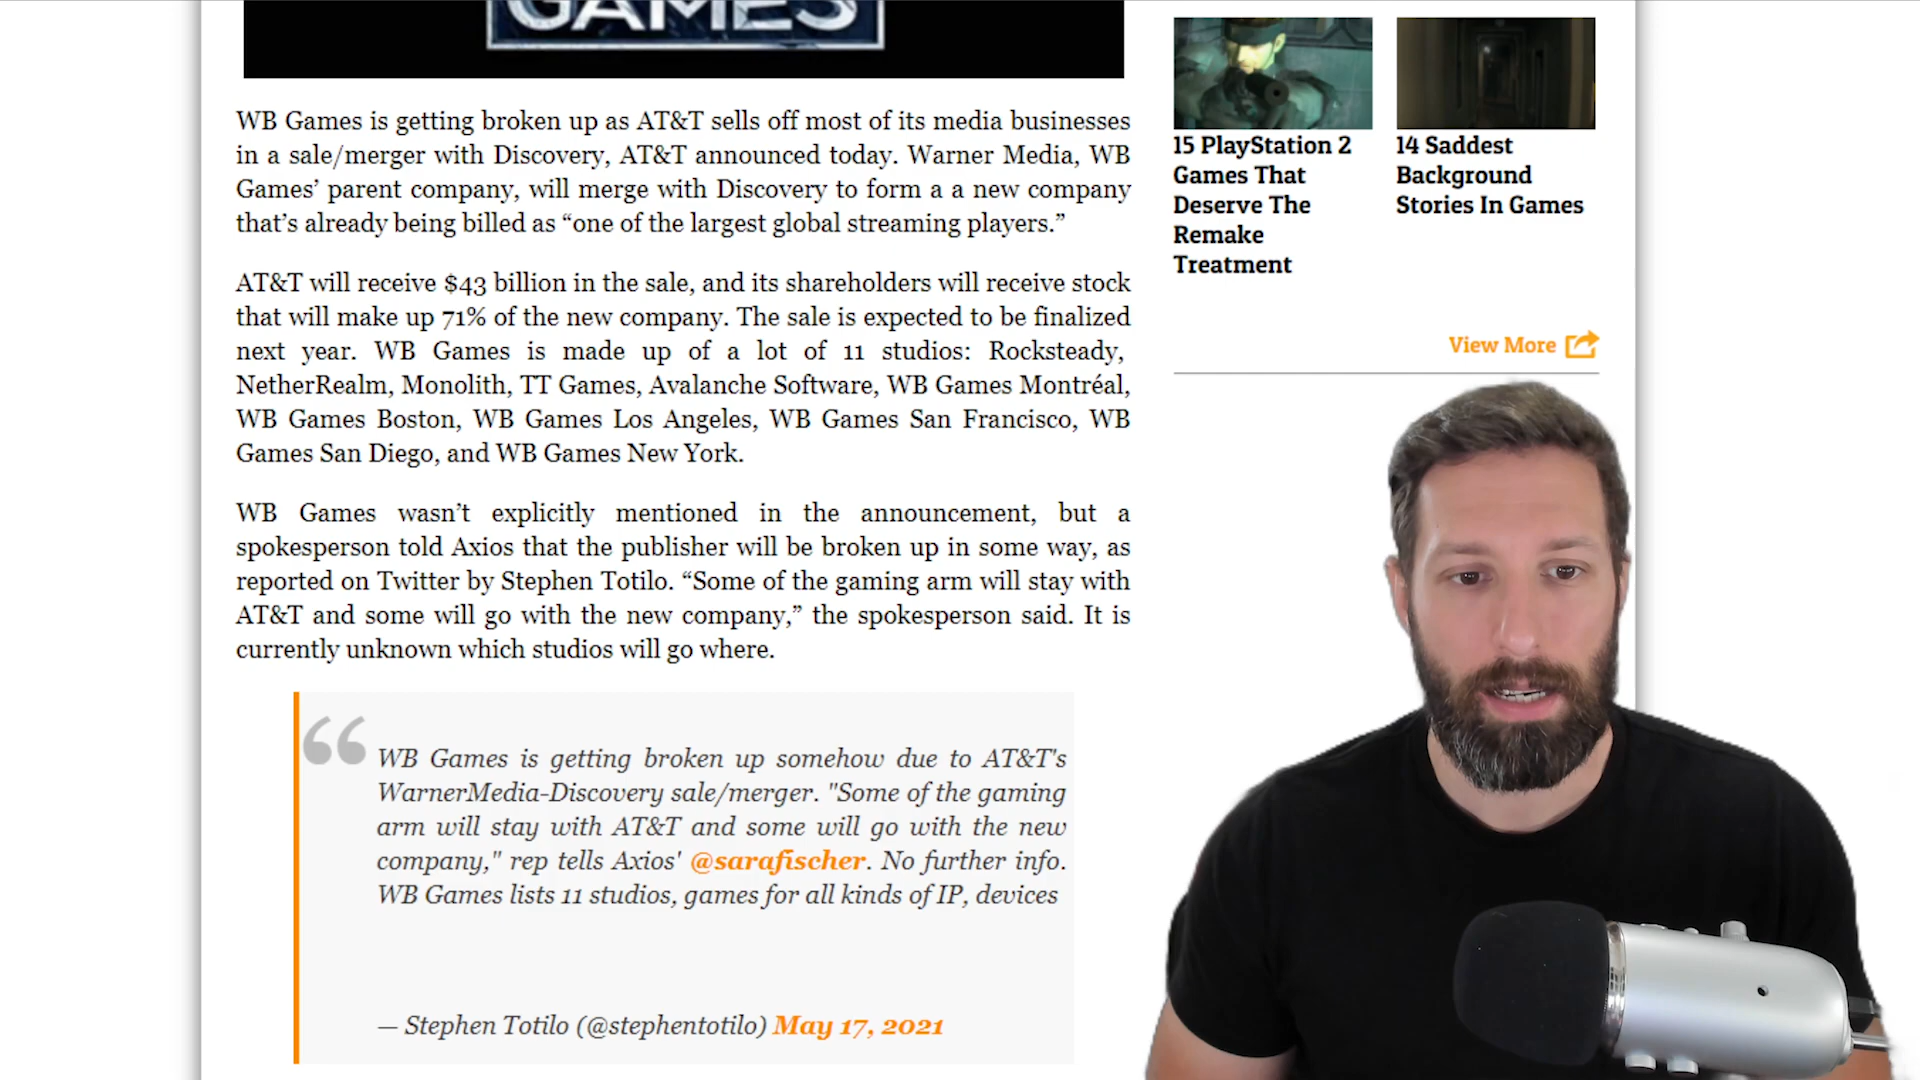 GAMES
WB Games is getting broken up as AT&T sells off most of its media businesses
in a sale/merger with Discovery, AT&T announced today. Warner Media, WB
Games’ parent company, will merge with Discovery to form a a new company
that’s already being billed as “one of the largest global streaming players.”
AT&T will receive $43 billion in the sale, and its shareholders will receive stock
that will make up 71% of the new company. The sale is expected to be finalized
next year. WB Games is made up of a lot of 11 studios: Rocksteady,
NetherRealm, Monolith, TT Games, Avalanche Software, WB Games Montréal,
WB Games Boston, WB Games Los Angeles, WB Games San Francisco, WB
Games San Diego, and WB Games New York.
WB Games wasn’t explicitly mentioned in the announcement, but a
spokesperson told Axios that the publisher will be broken up in some way, as
reported on Twitter by Stephen Totilo. “Some of the gaming arm will stay with
AT&T and some will go with the new company,” the spokesperson said. It is
currently unknown which studios will go where.
“
WB Games is getting broken up somehow due to AT&T's
WarnerMedia-Discovery sale/merger. "Some of the gaming
arm will stay with AT&T and some will go with the new
company," rep tells Axios' @sarafischer. No further info.
WB Games lists 11 studios, games for all kinds of IP, devices
— Stephen Totilo (@stephentotilo) May 17, 2021
15 PlayStation 2
Games That
Deserve The
Remake
Treatment
14 Saddest
Background
Stories In Games
View More